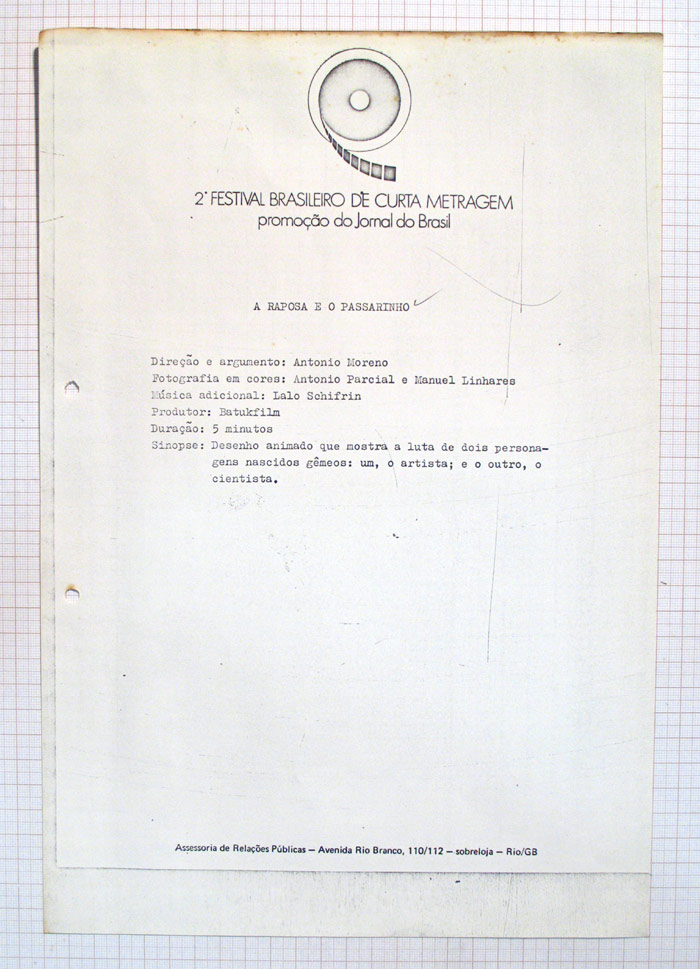 2º FESTIVAL BRASILEIRO DE CURTA METRAGEM
promoção do Jornal do Brasil
A RAPOSA E O PASSARINHO
Direção e argumento: Antonio Moreno
Fotografia em cores: Antonio Parcial e Manuel Linhares
Música adicional: Lalo Schifrin
Produtor: Batukfilm
Duração: 5 minutos
Sinopse: Desenho animado que mostra a luta de dois persona-
gens nascidos gêmeos: um, o artista; e o outro, o
cientista.
Assessoria de Relações Públicas — Avenida Rio Branco, 110/112 — sobreloja — Rio/GB